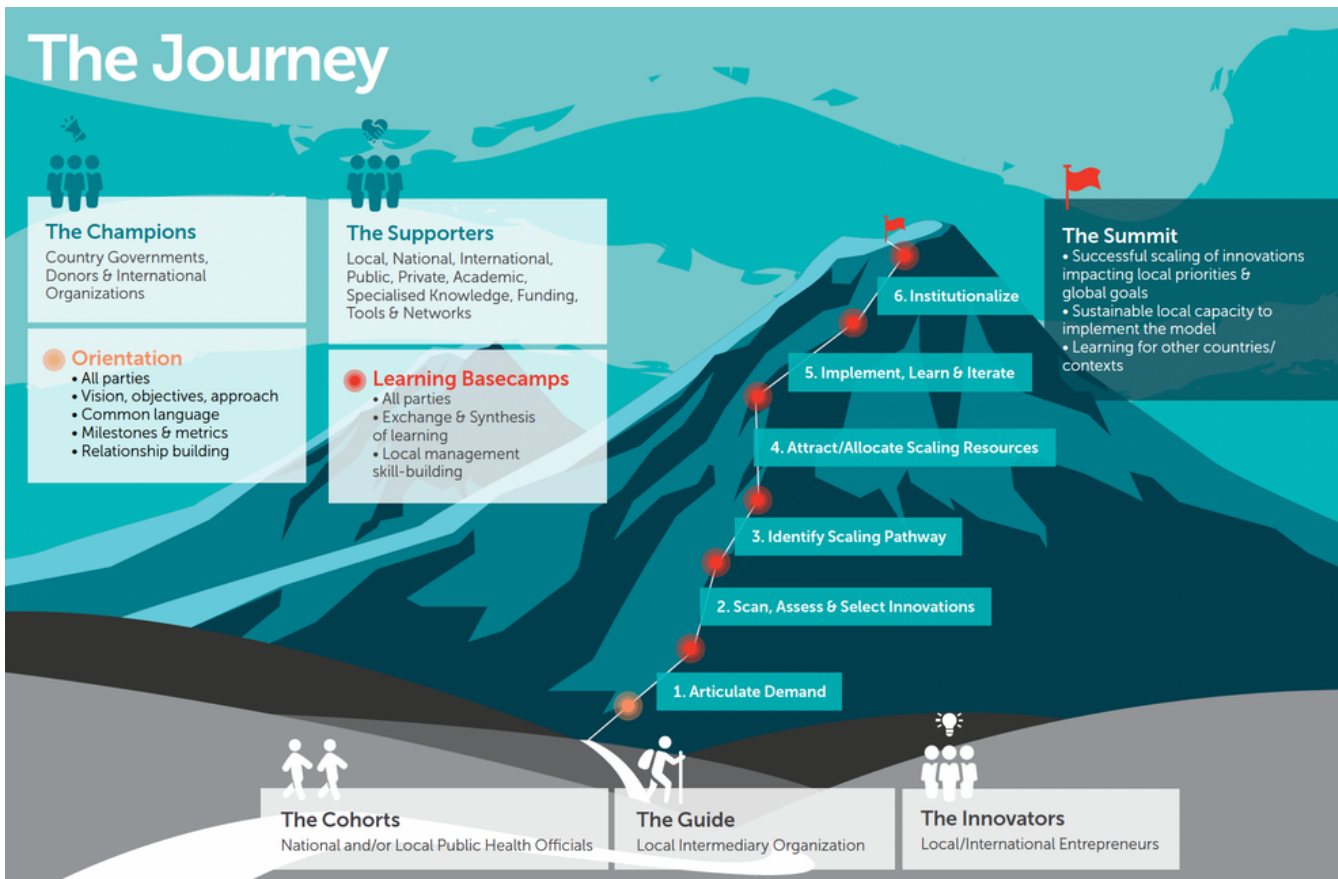 The Journey
The Champions
Country Governments,
Donors & International
Organizations
Orientation
• All parties
• Vision, objectives, approach
• Common language
• Milestones & metrics
• Relationship building
The Supporters
Local, National, International,
Public, Private, Academic,
Specialised Knowledge, Funding,
Tools & Networks
Learning Basecamps
• All parties
• Exchange & Synthesis
of learning
• Local management
skill-building
The Summit
• Successful scaling of innovations
impacting local priorities &
global goals
• Sustainable local capacity to
implement the model
• Learning for other countries/
contexts
6. Institutionalize
5. Implement, Learn & Iterate
4. Attract/Allocate Scaling Resources
3. Identify Scaling Pathway
2. Scan, Assess & Select Innovations
1. Articulate Demand
The Cohorts
National and/or Local Public Health Officials
The Guide
Local Intermediary Organization
The Innovators
Local/International Entrepreneurs